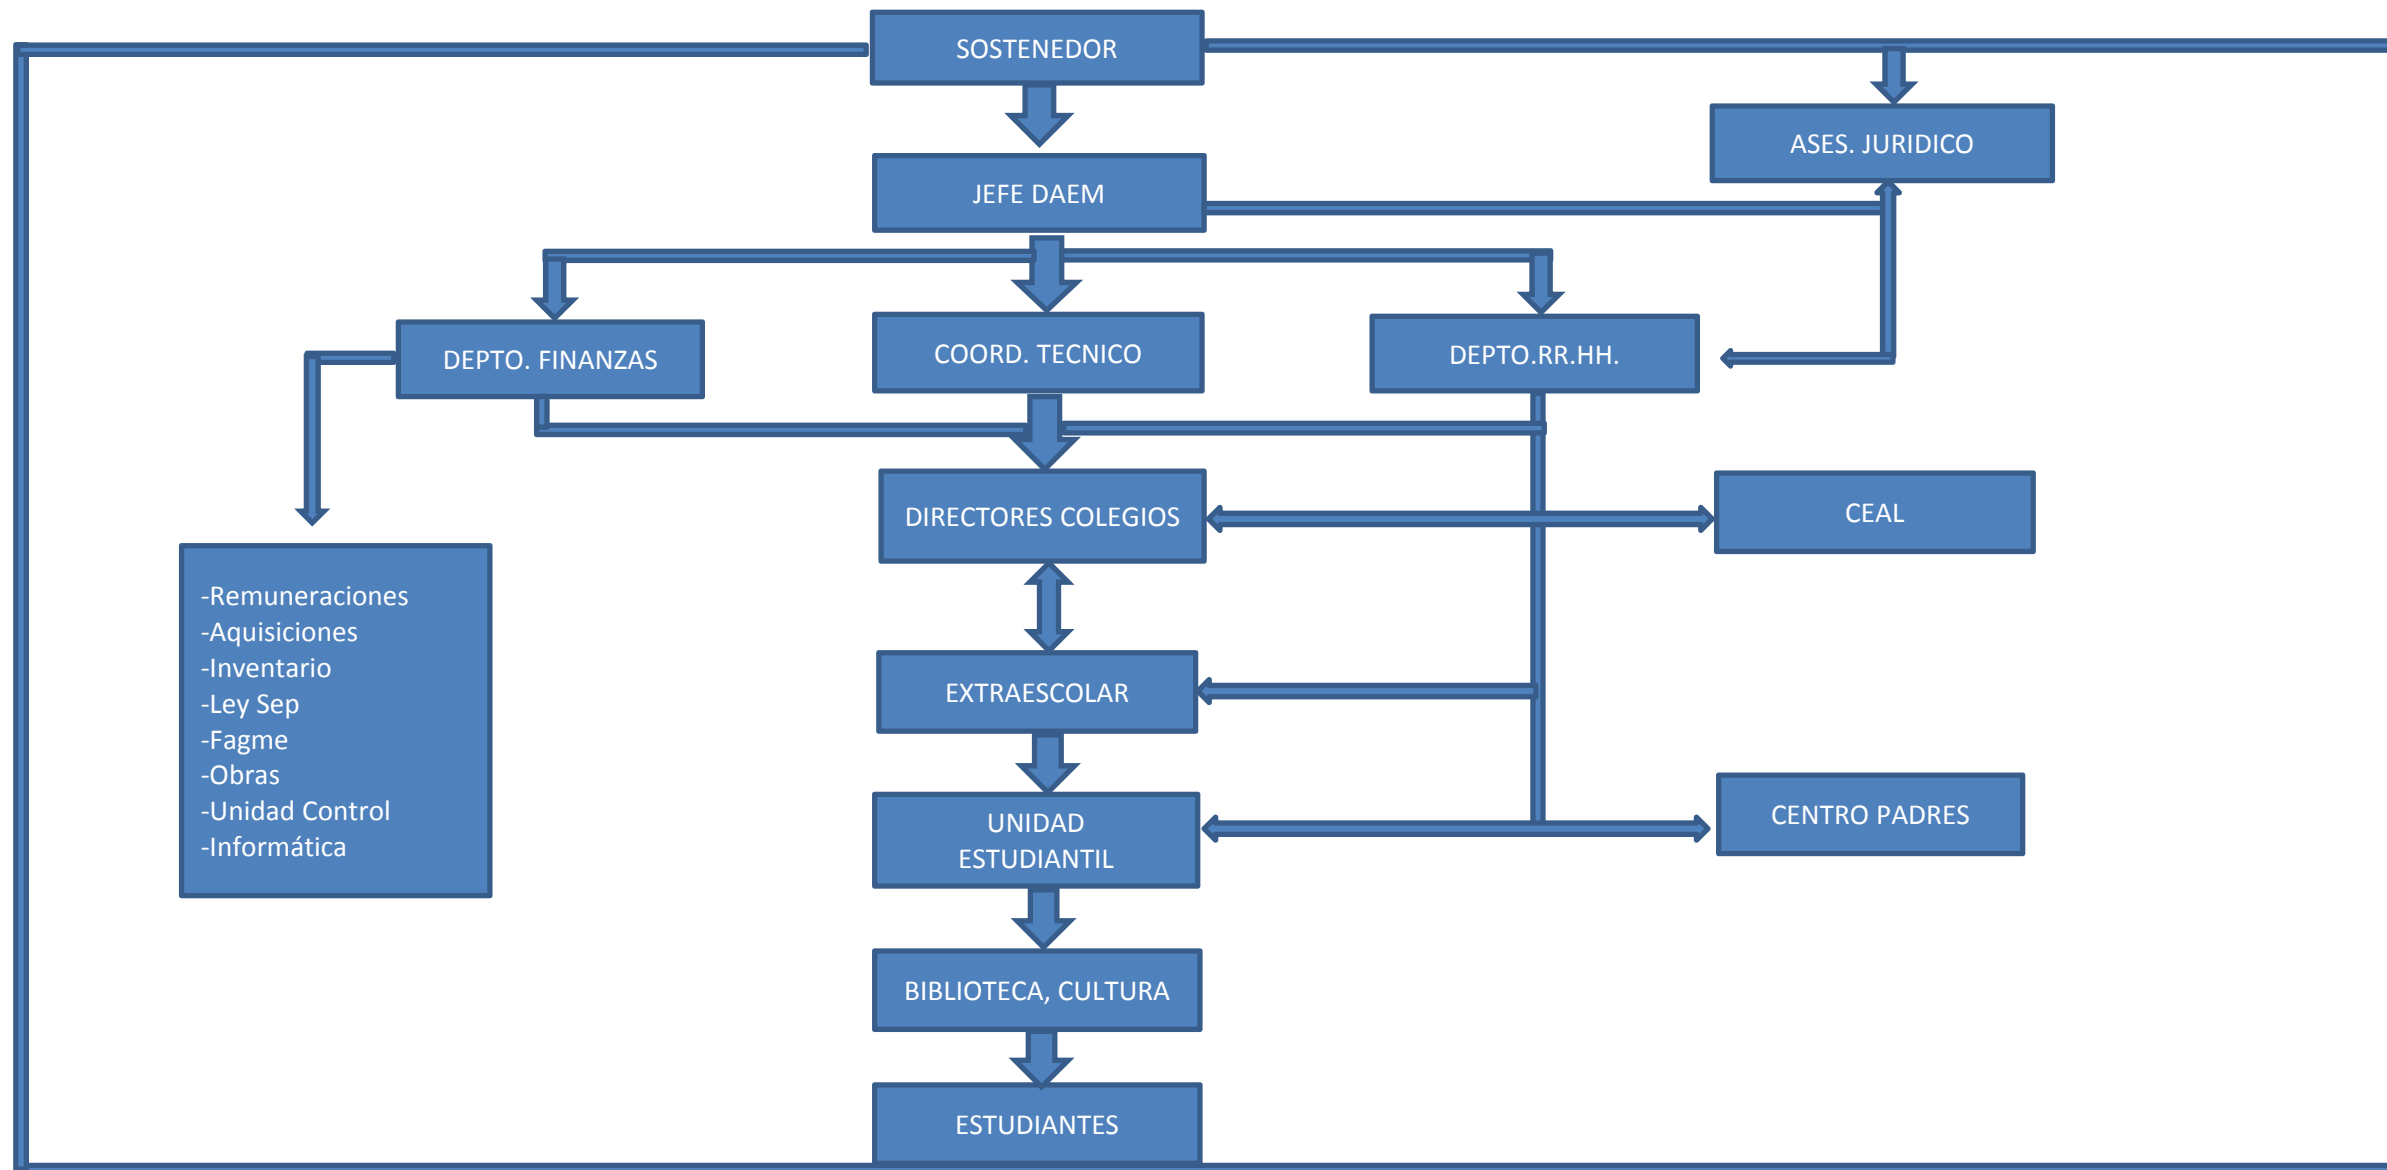 SOSTENEDOR
ASES. JURIDICO
JEFE DAEM
DEPTO. FINANZAS
COORD. TECNICO
DEPTO.RR.HH.
DIRECTORES COLEGIOS
CEAL
-Remuneraciones
-Aquisiciones
-Inventario
-Ley Sep
-Fagme
-Obras
-Unidad Control
-Informática
EXTRAESCOLAR
UNIDAD
ESTUDIANTIL
CENTRO PADRES
BIBLIOTECA, CULTURA
ESTUDIANTES